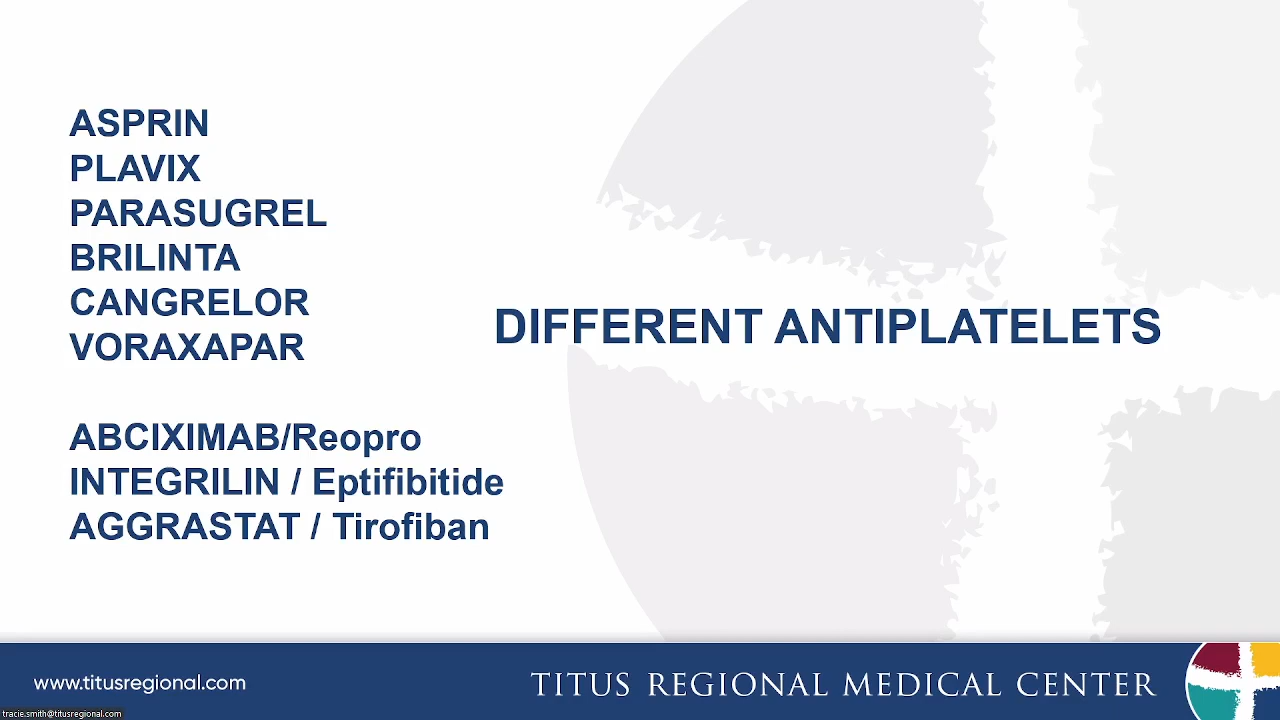 ASPRIN
PLAVIX
PARASUGREL
BRILINTA
CANGRELOR
VORAXAPAR
ABCIXIMAB/Reopro
INTEGRILIN / Eptifibitide
AGGRASTAT / Tirofiban
DIFFERENT ANTIPLATELETS
www.titusregional.com
TITUS REGIONAL MEDICAL CENTER
tracie.smith@titusregional.com